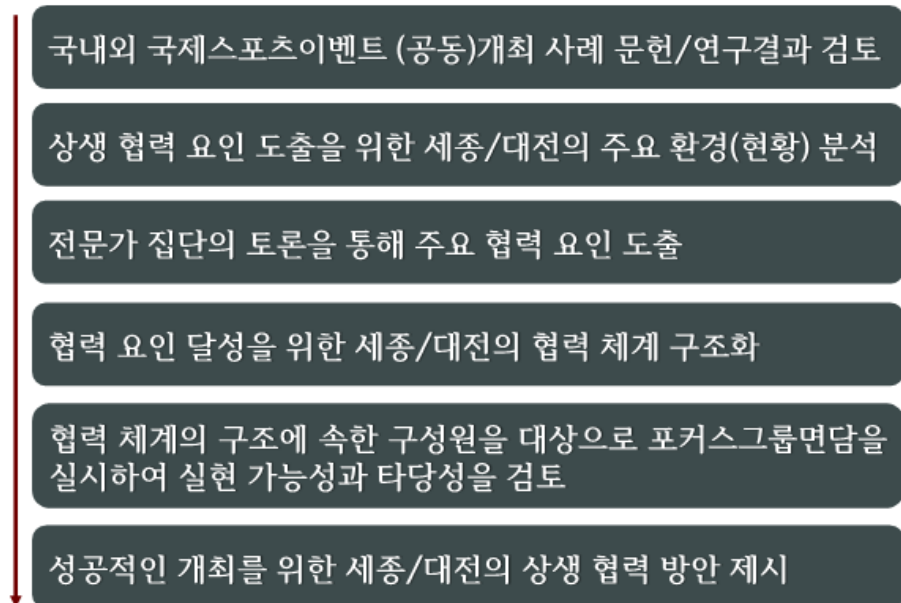 국내외 국제스포츠이벤트 (공동)개최 사례 문헌/연구결과 검토
상생 협력 요인 도출을 위한 세종/대전의 주요 환경(현황) 분석
전문가 집단의 토론을 통해 주요 협력 요인 도출
협력 요인 달성을 위한 세종/대전의 협력 체계 구조화
협력 체계의 구조에 속한 구성원을 대상으로 포커스그룹면담을
실시하여 실현 가능성과 타당성을 검토
성공적인 개최를 위한 세종/대전의 상생 협력 방안 제시